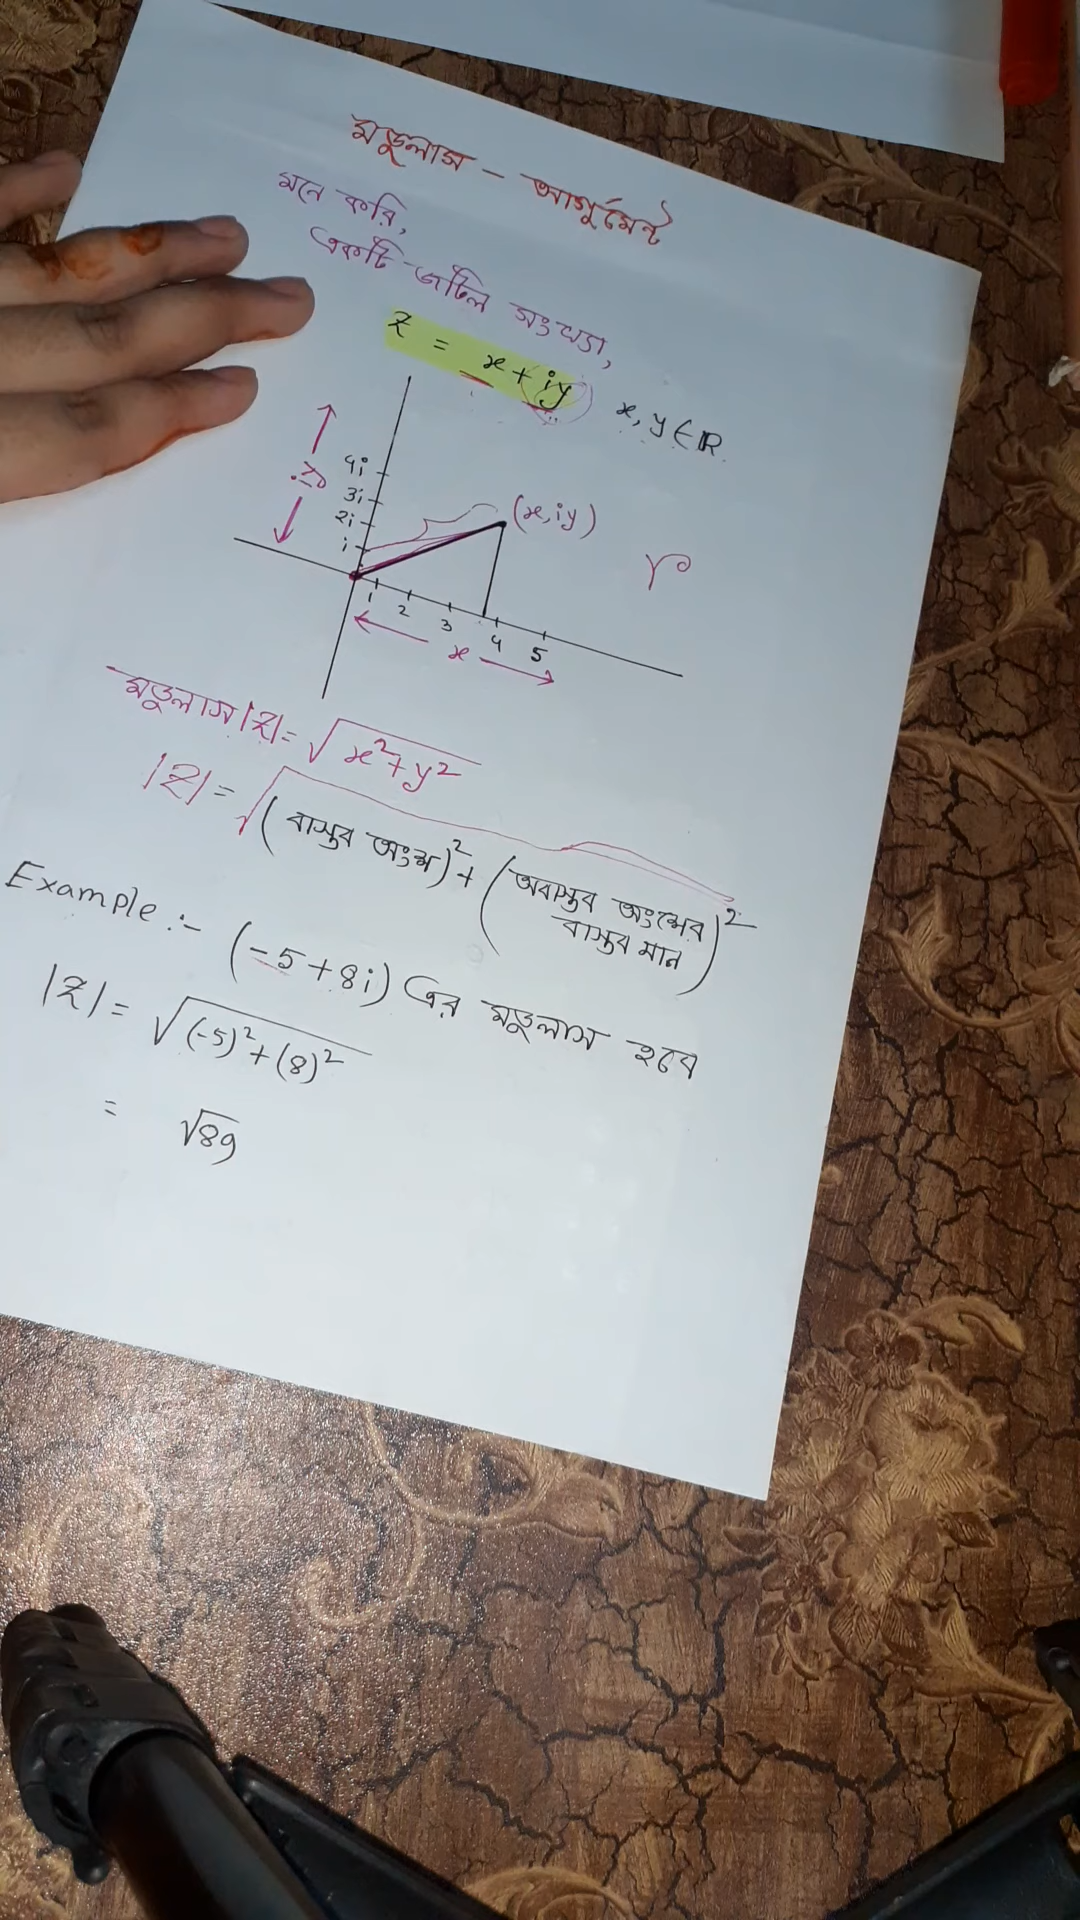 মডুলাস - আর্গুমেন্ট
মনে করি,
একটি জটিল সংখ্যা,
z = x + iy x, y ∈ ℝ
4i
3i
2i
i
iy
(x, iy)
r
1 2 3 4 5
x
মডুলাস |z| = √x²+y²
|z| = √(বাস্তব অংশ)² + (অবাস্তব অংশের বাস্তব মান)²
Example :- (-5+8i) এর মডুলাস হবে
|z| = √(-5)²+(8)²
= √89